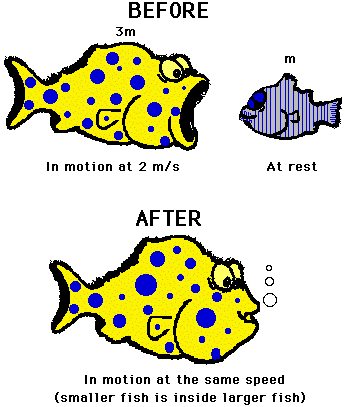 BEFORE
3m
m
In motion at 2 m/s
At rest
AFTER
In motion at the same speed
(smaller fish is inside larger fish)